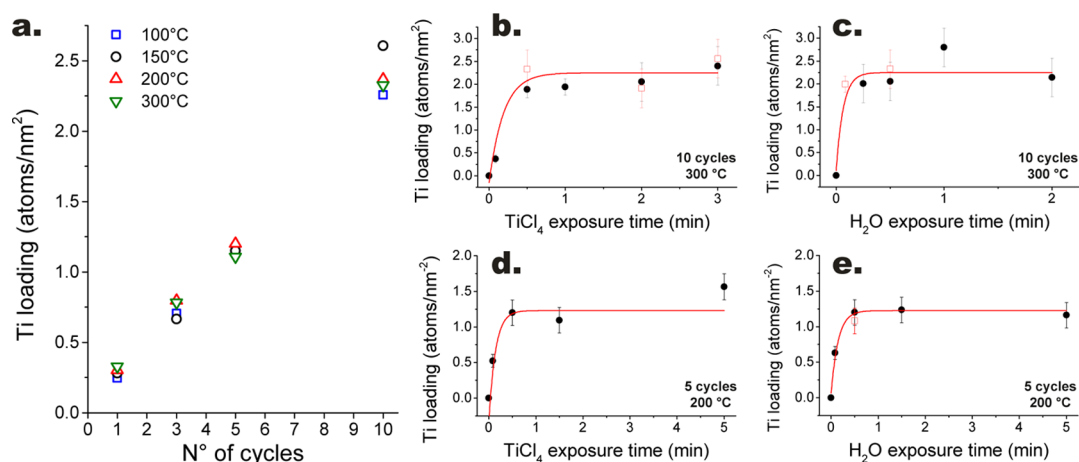 a.
100°C
150°C
200°C
300°C
Ti loading (atoms/nm²)
2.5
2.0
1.5
1.0
0.5
0.0
0 1 2 3 4 5 6 7 8 9 10
N° of cycles
b.
Ti loading (atoms/nm²)
3.0
2.5
2.0
1.5
1.0
0.5
0.0
10 cycles
300 °C
0 1 2 3
TiCl₄ exposure time (min)
c.
Ti loading (atoms/nm²)
3.0
2.5
2.0
1.5
1.0
0.5
0.0
10 cycles
300 °C
0 1 2
H₂O exposure time (min)
d.
Ti loading (atoms/nm⁻²)
2.0
1.5
1.0
0.5
0.0
5 cycles
200 °C
0 1 2 3 4 5
TiCl₄ exposure time (min)
e.
Ti loading (atoms/nm⁻²)
2.0
1.5
1.0
0.5
0.0
5 cycles
200 °C
0 1 2 3 4 5
H₂O exposure time (min)